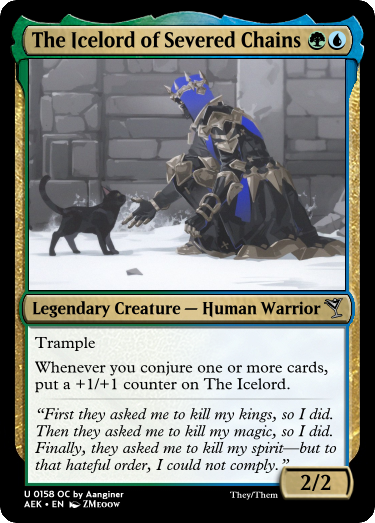 The Icelord of Severed Chains
Legendary Creature — Human Warrior
Trample
Whenever you conjure one or more cards,
put a +1/+1 counter on The Icelord.
“First they asked me to kill my kings, so I did.
Then they asked me to kill my magic, so I did.
Finally, they asked me to kill my spirit—but to
that hateful order, I could not comply.”
2/2
U 0158 OC by Aanginer
AEK • EN ZMEOOW
They/Them